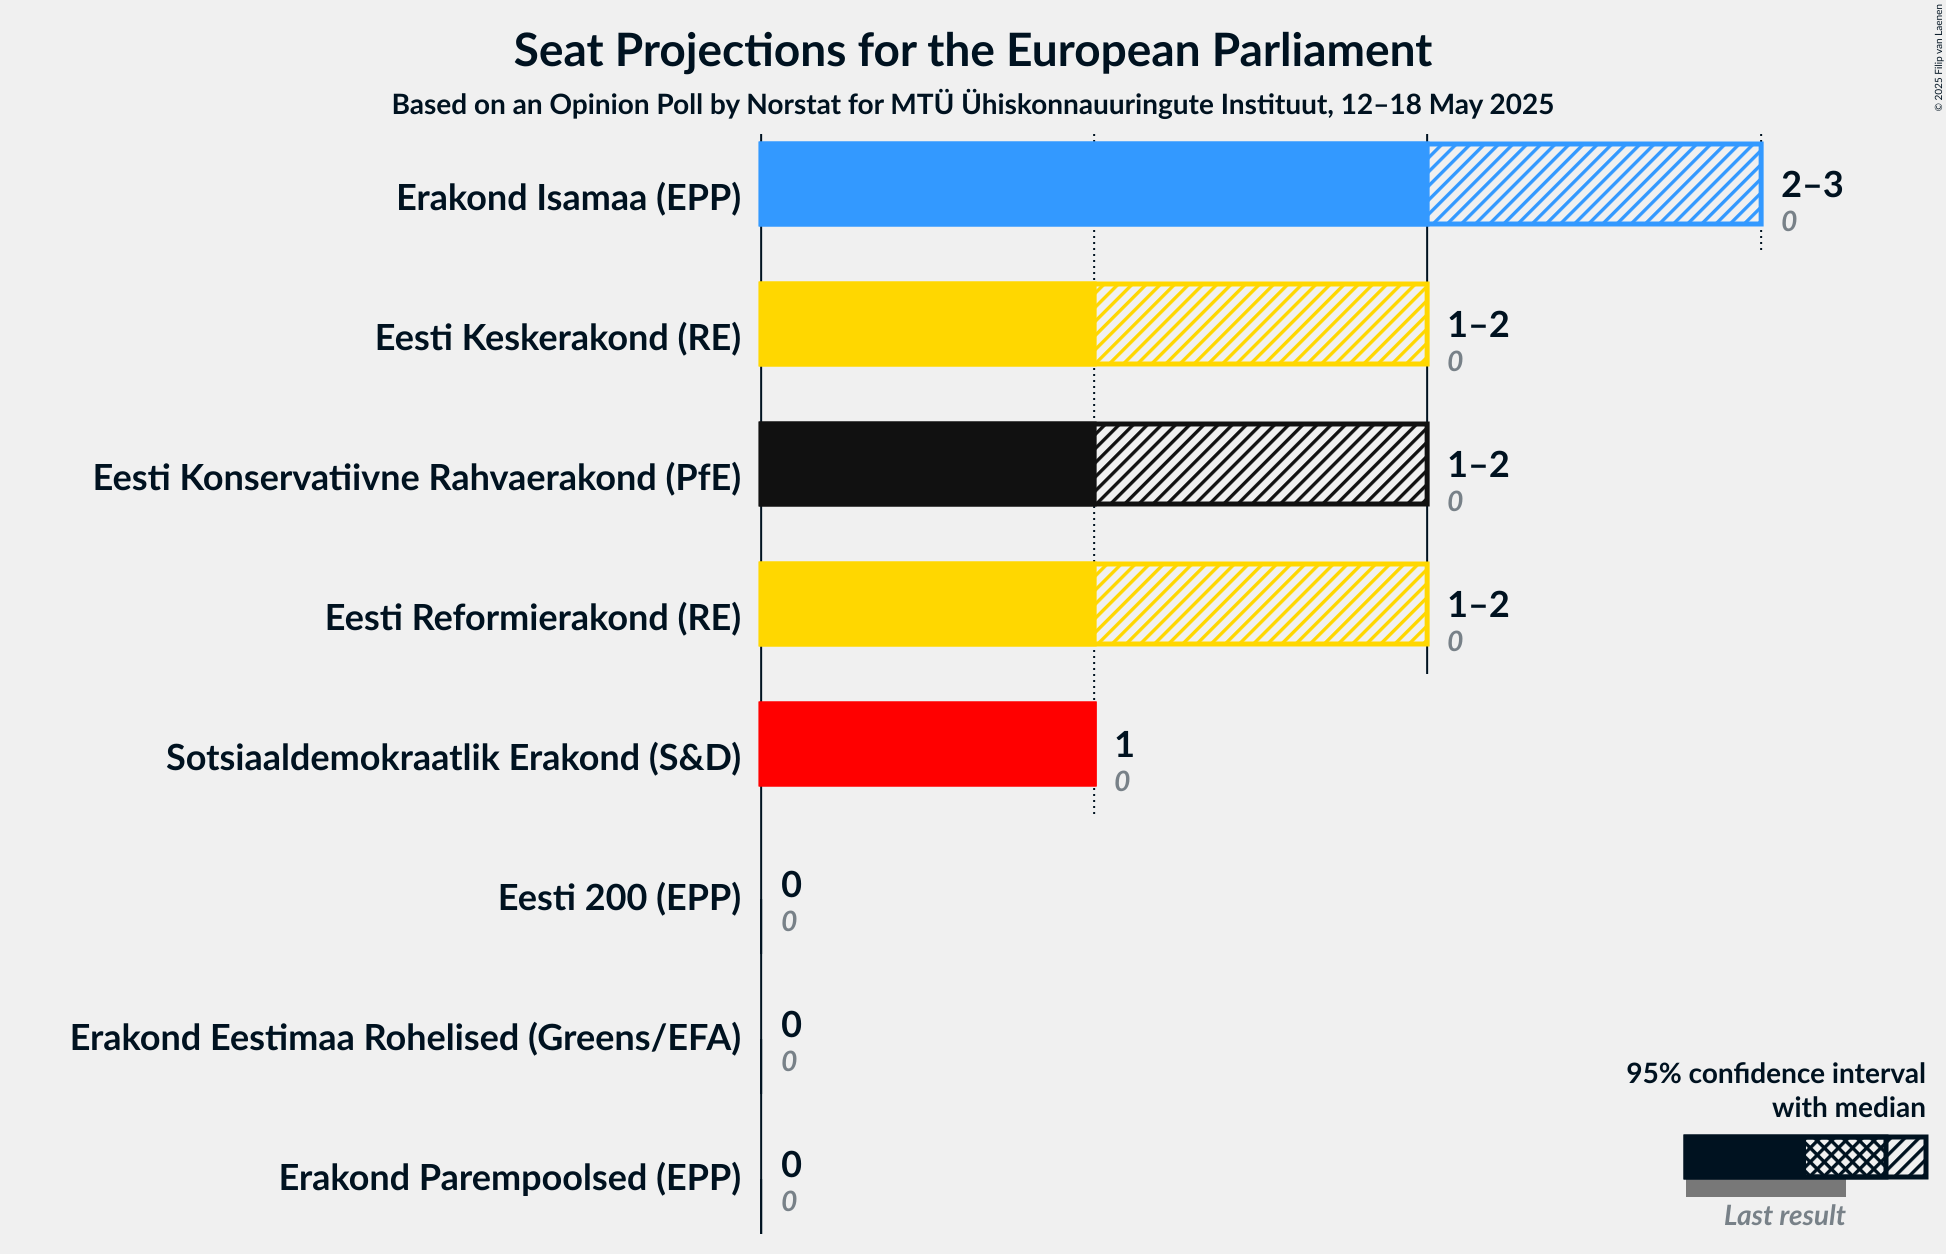 Seat Projections for the European Parliament
Based on an Opinion Poll by Norstat for MTÜ Ühiskonnauuringute Instituut, 12–18 May 2025
© 2025 Filip van Laenen
Erakond Isamaa (EPP)
2–3
0
Eesti Keskerakond (RE)
1–2
0
Eesti Konservatiivne Rahvaerakond (PfE)
1–2
0
Eesti Reformierakond (RE)
1–2
0
Sotsiaaldemokraatlik Erakond (S&D)
1
0
Eesti 200 (EPP)
0
0
Erakond Eestimaa Rohelised (Greens/EFA)
0
0
Erakond Parempoolsed (EPP)
0
0
95% confidence interval
with median
Last result